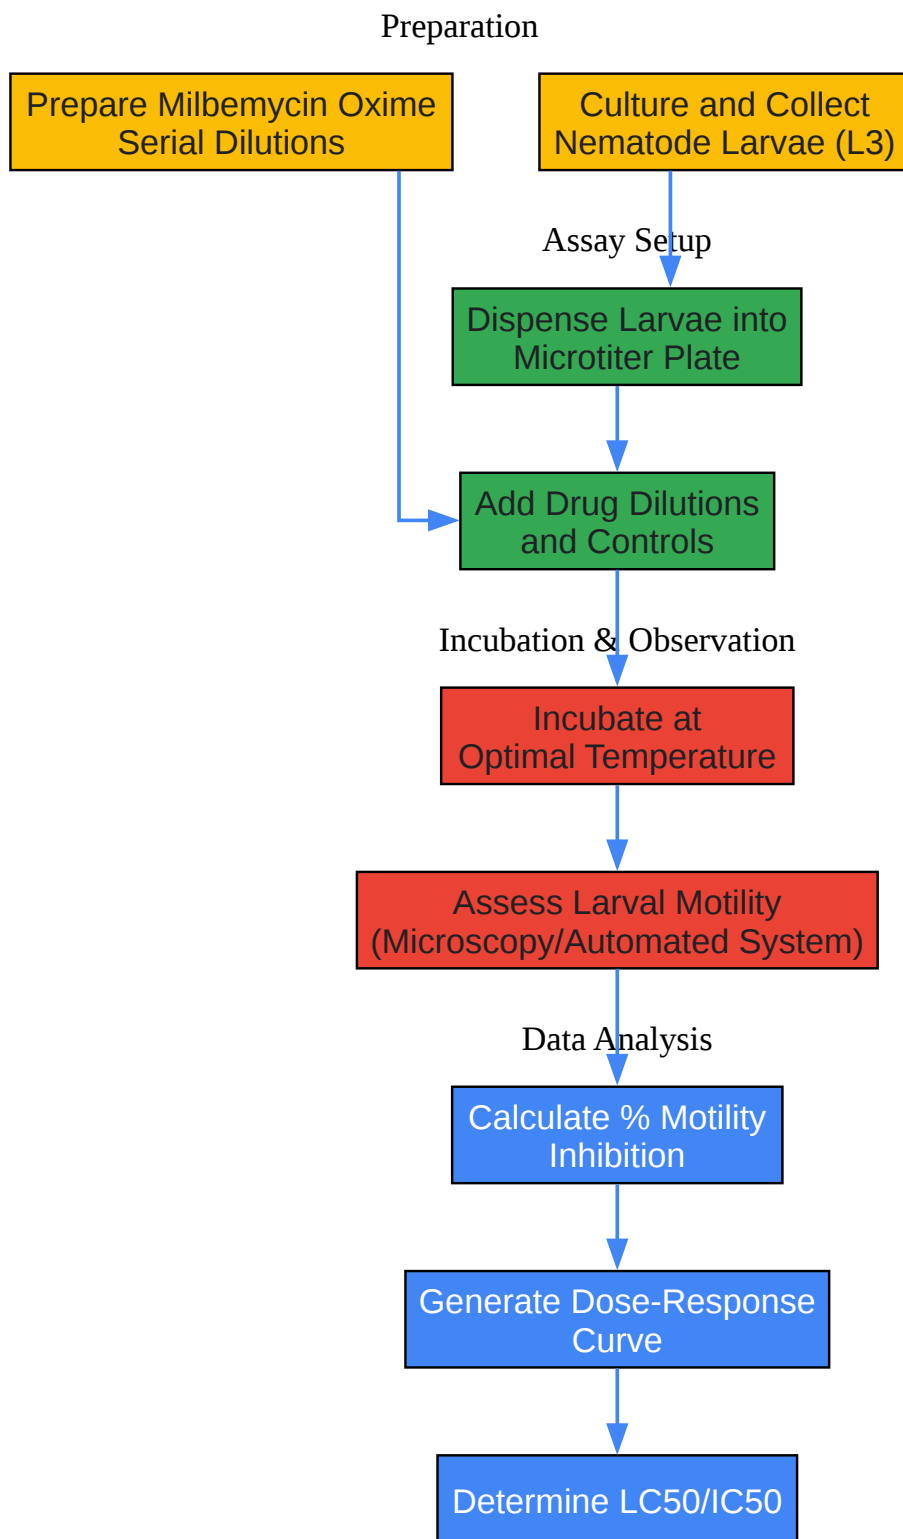 Preparation
Prepare Milbemycin Oxime
Serial Dilutions
Culture and Collect
Nematode Larvae (L3)
Assay Setup
Dispense Larvae into
Microtiter Plate
Add Drug Dilutions
and Controls
Incubation & Observation
Incubate at
Optimal Temperature
Assess Larval Motility
(Microscopy/Automated System)
Data Analysis
Calculate % Motility
Inhibition
Generate Dose-Response
Curve
Determine LC50/IC50